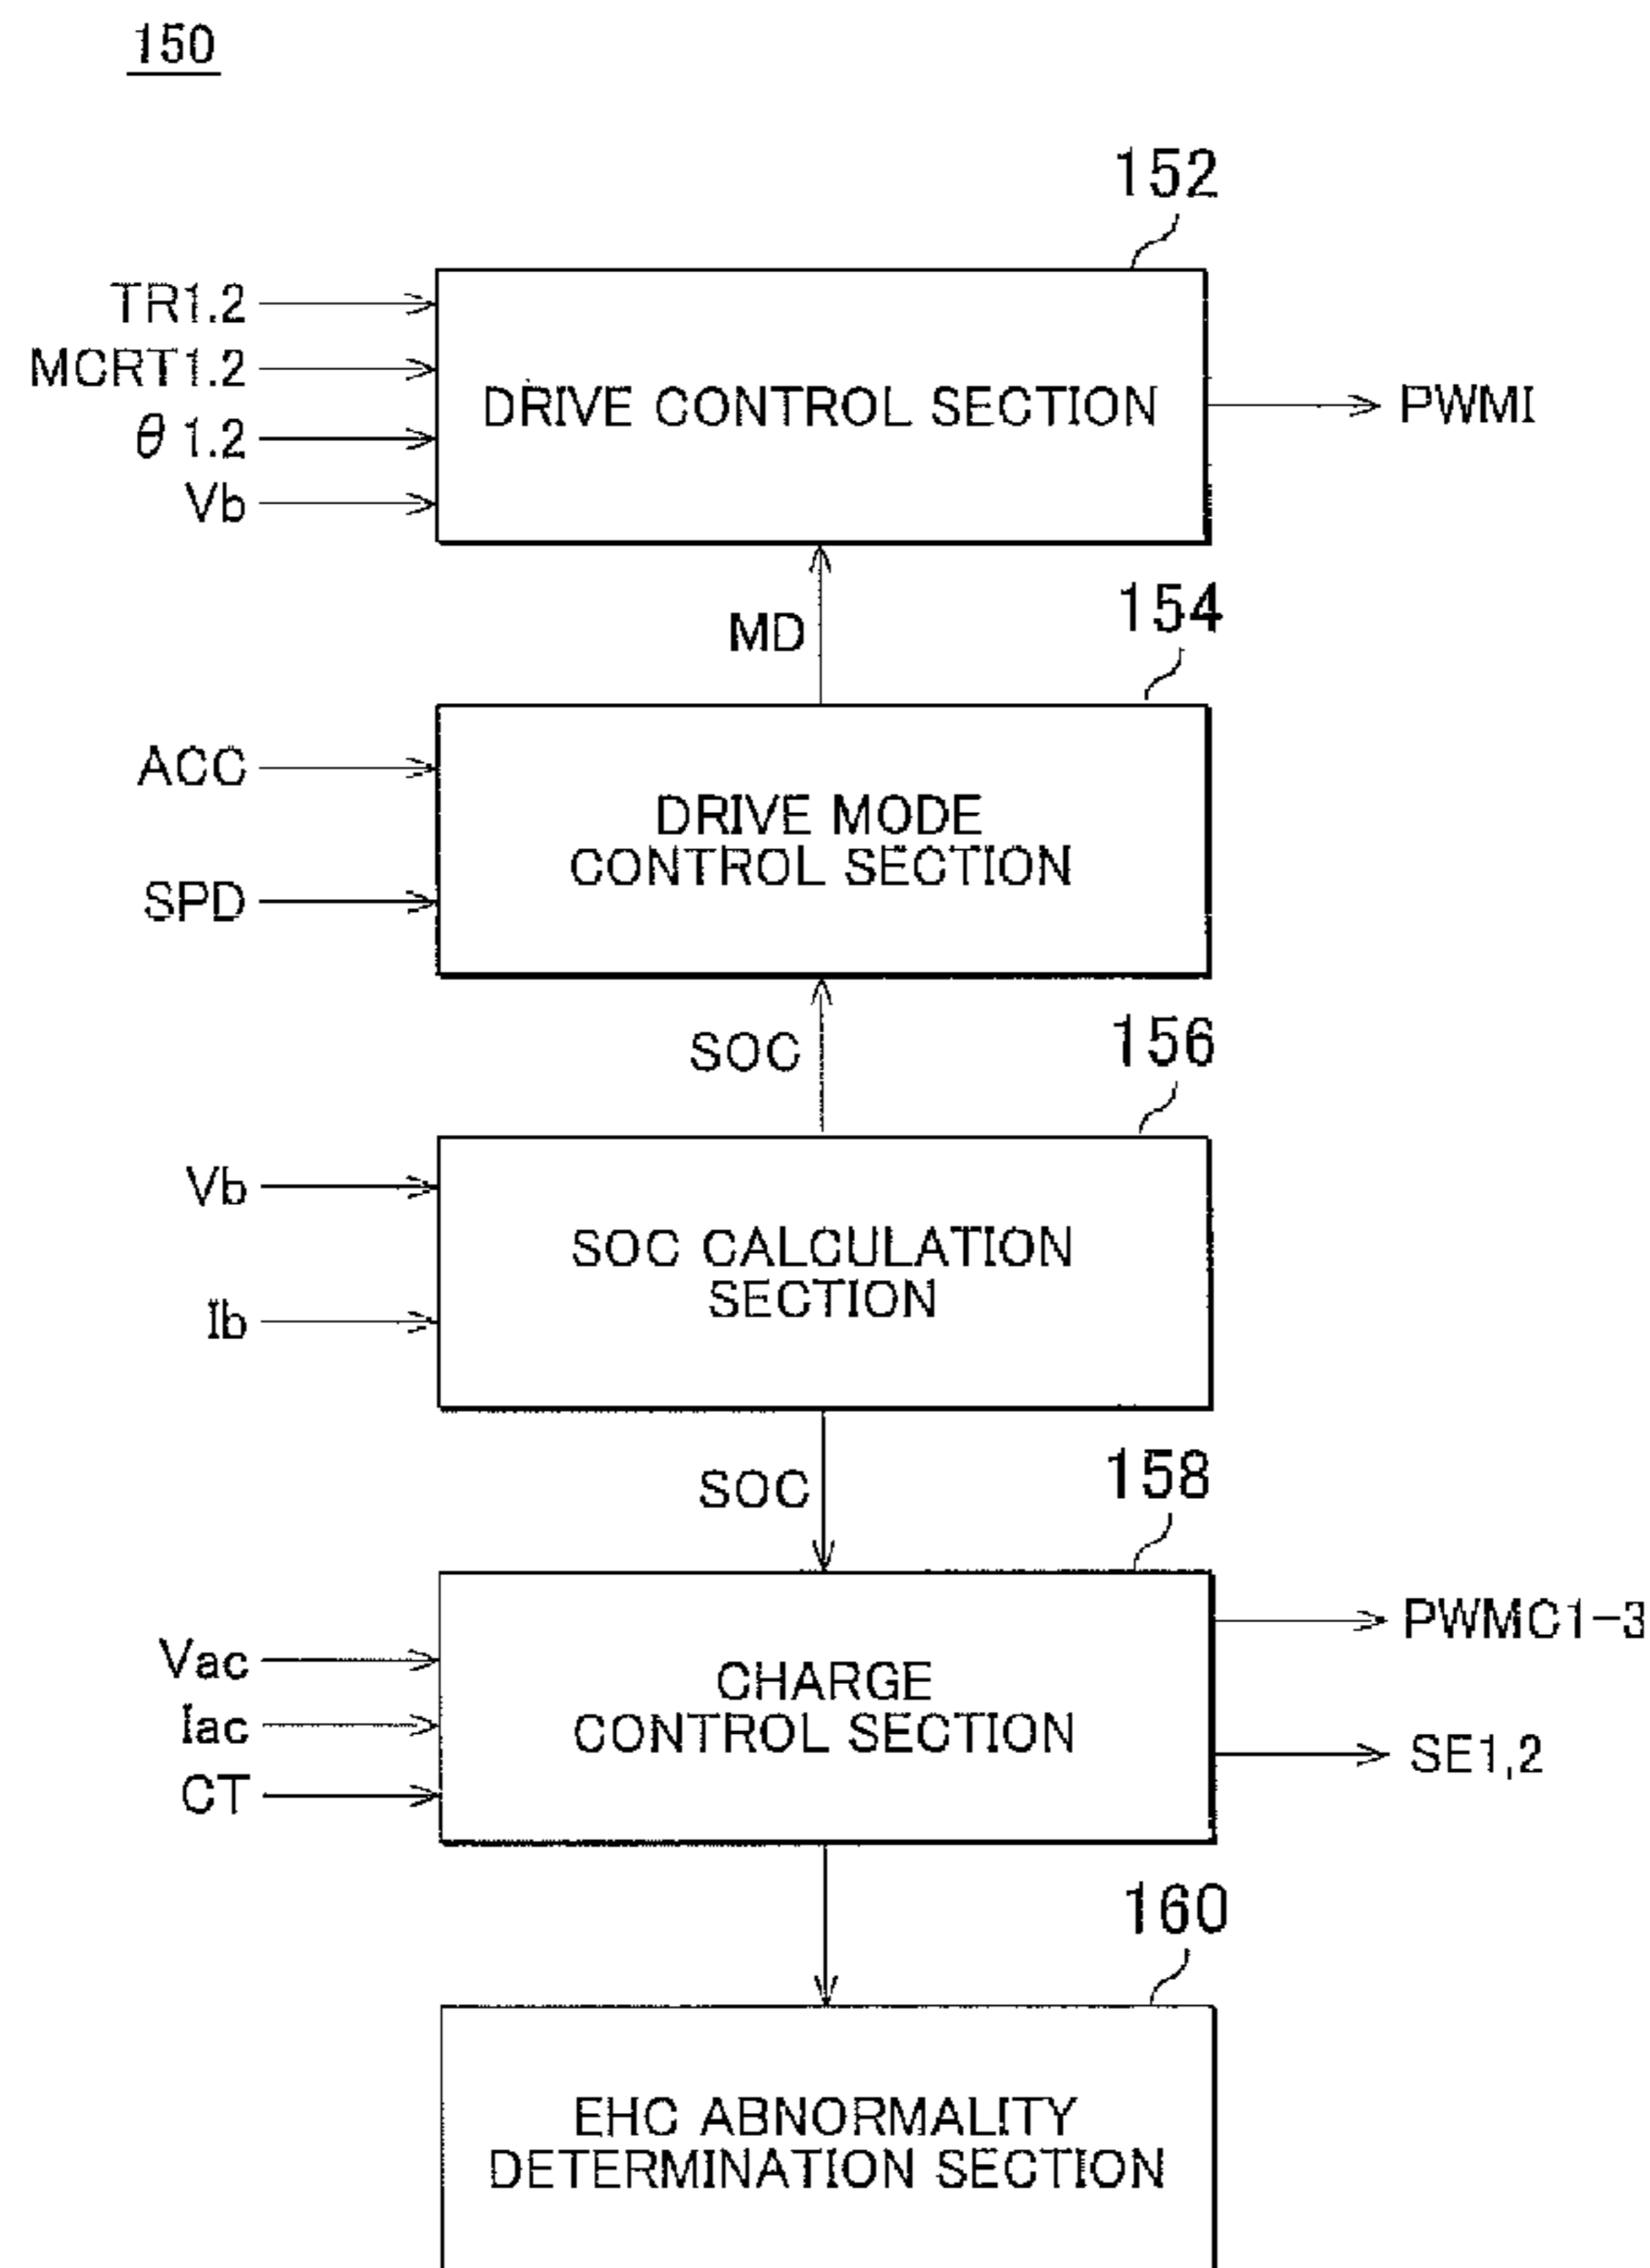 150
152
TR1.2
MCRT1.2
θ1.2
Vb
DRIVE CONTROL SECTION
PWMI
MD
154
ACC
SPD
DRIVE MODE
CONTROL SECTION
SOC
156
Vb
Ib
SOC CALCULATION
SECTION
SOC
158
Vac
Iac
CT
CHARGE
CONTROL SECTION
PWMC1-3
SE1,2
160
EHC ABNORMALITY
DETERMINATION SECTION